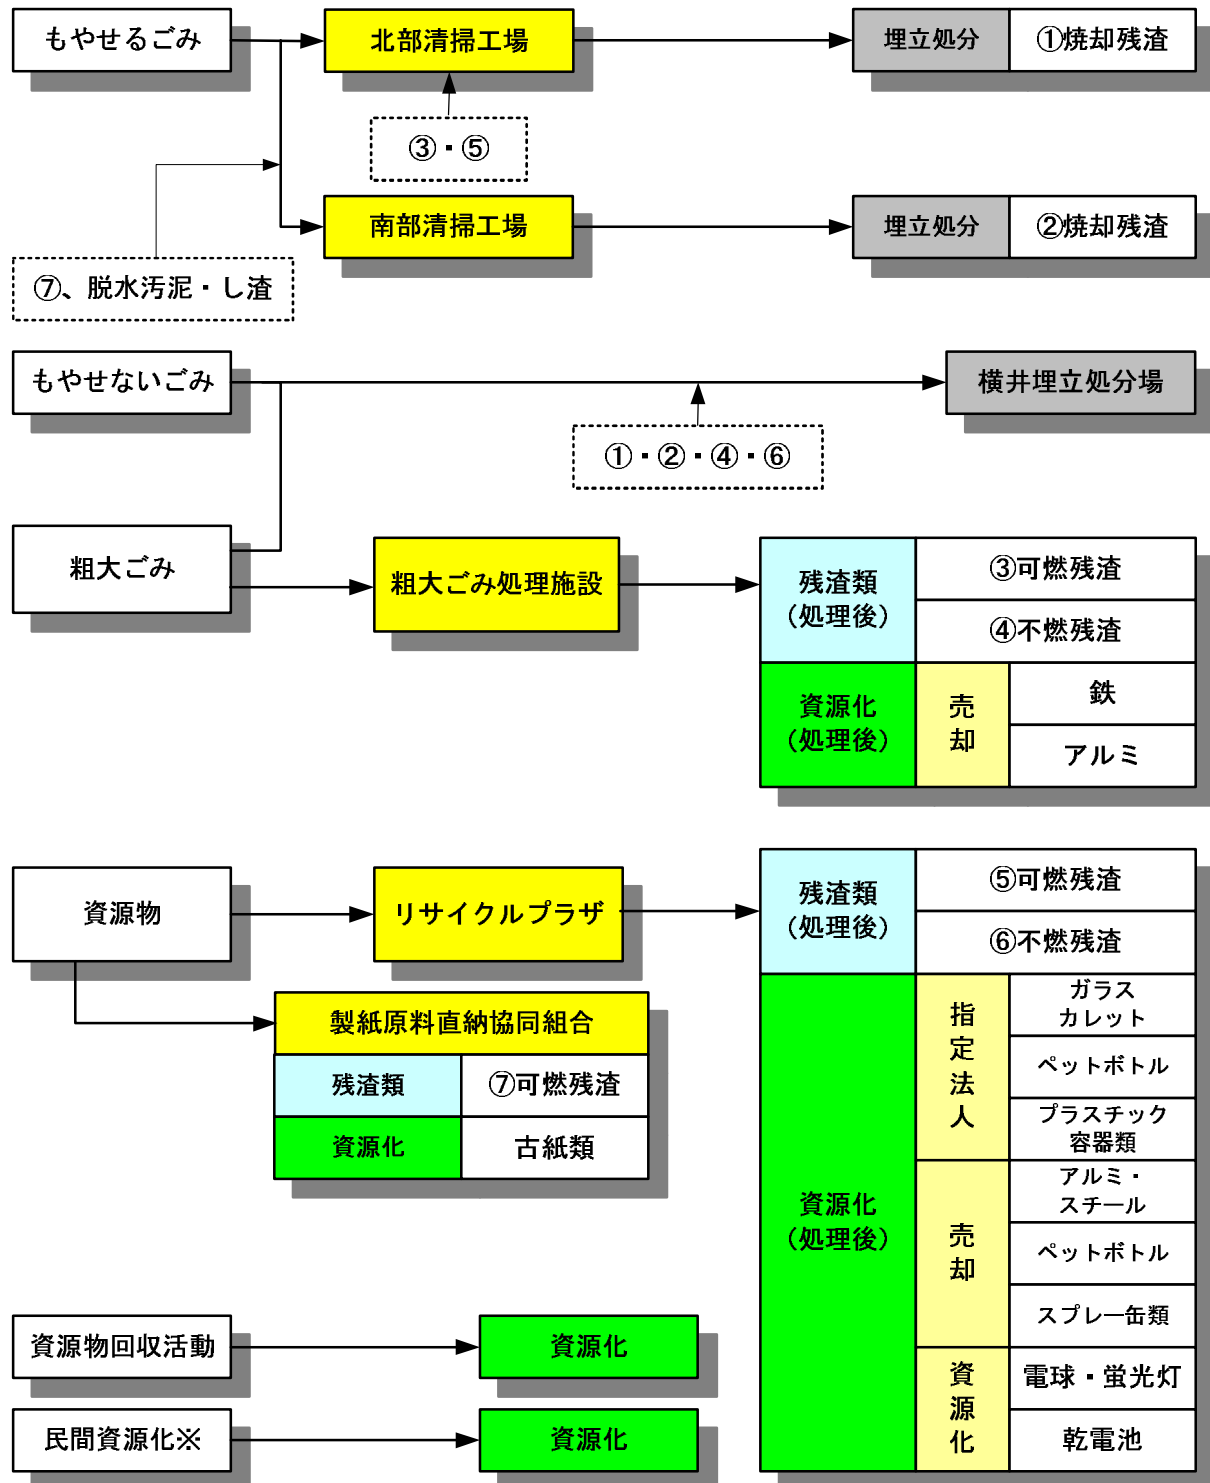 もやせるごみ
北部清掃工場
埋立処分
①焼却残渣
③・⑤
南部清掃工場
埋立処分
②焼却残渣
⑦、脱水汚泥・し渣
もやせないごみ
横井埋立処分場
①・②・④・⑥
粗大ごみ
粗大ごみ処理施設
残渣類
（処理後）
③可燃残渣
④不燃残渣
資源化
（処理後）
売却
鉄
アルミ
資源物
リサイクルプラザ
残渣類
（処理後）
⑤可燃残渣
⑥不燃残渣
製紙原料直納協同組合
残渣類
⑦可燃残渣
資源化
古紙類
資源化
（処理後）
指定法人
ガラス
カレット
ペットボトル
プラスチック
容器類
売却
アルミ・
スチール
ペットボトル
スプレー缶類
資源化
電球・蛍光灯
乾電池
資源物回収活動
資源化
民間資源化※
資源化